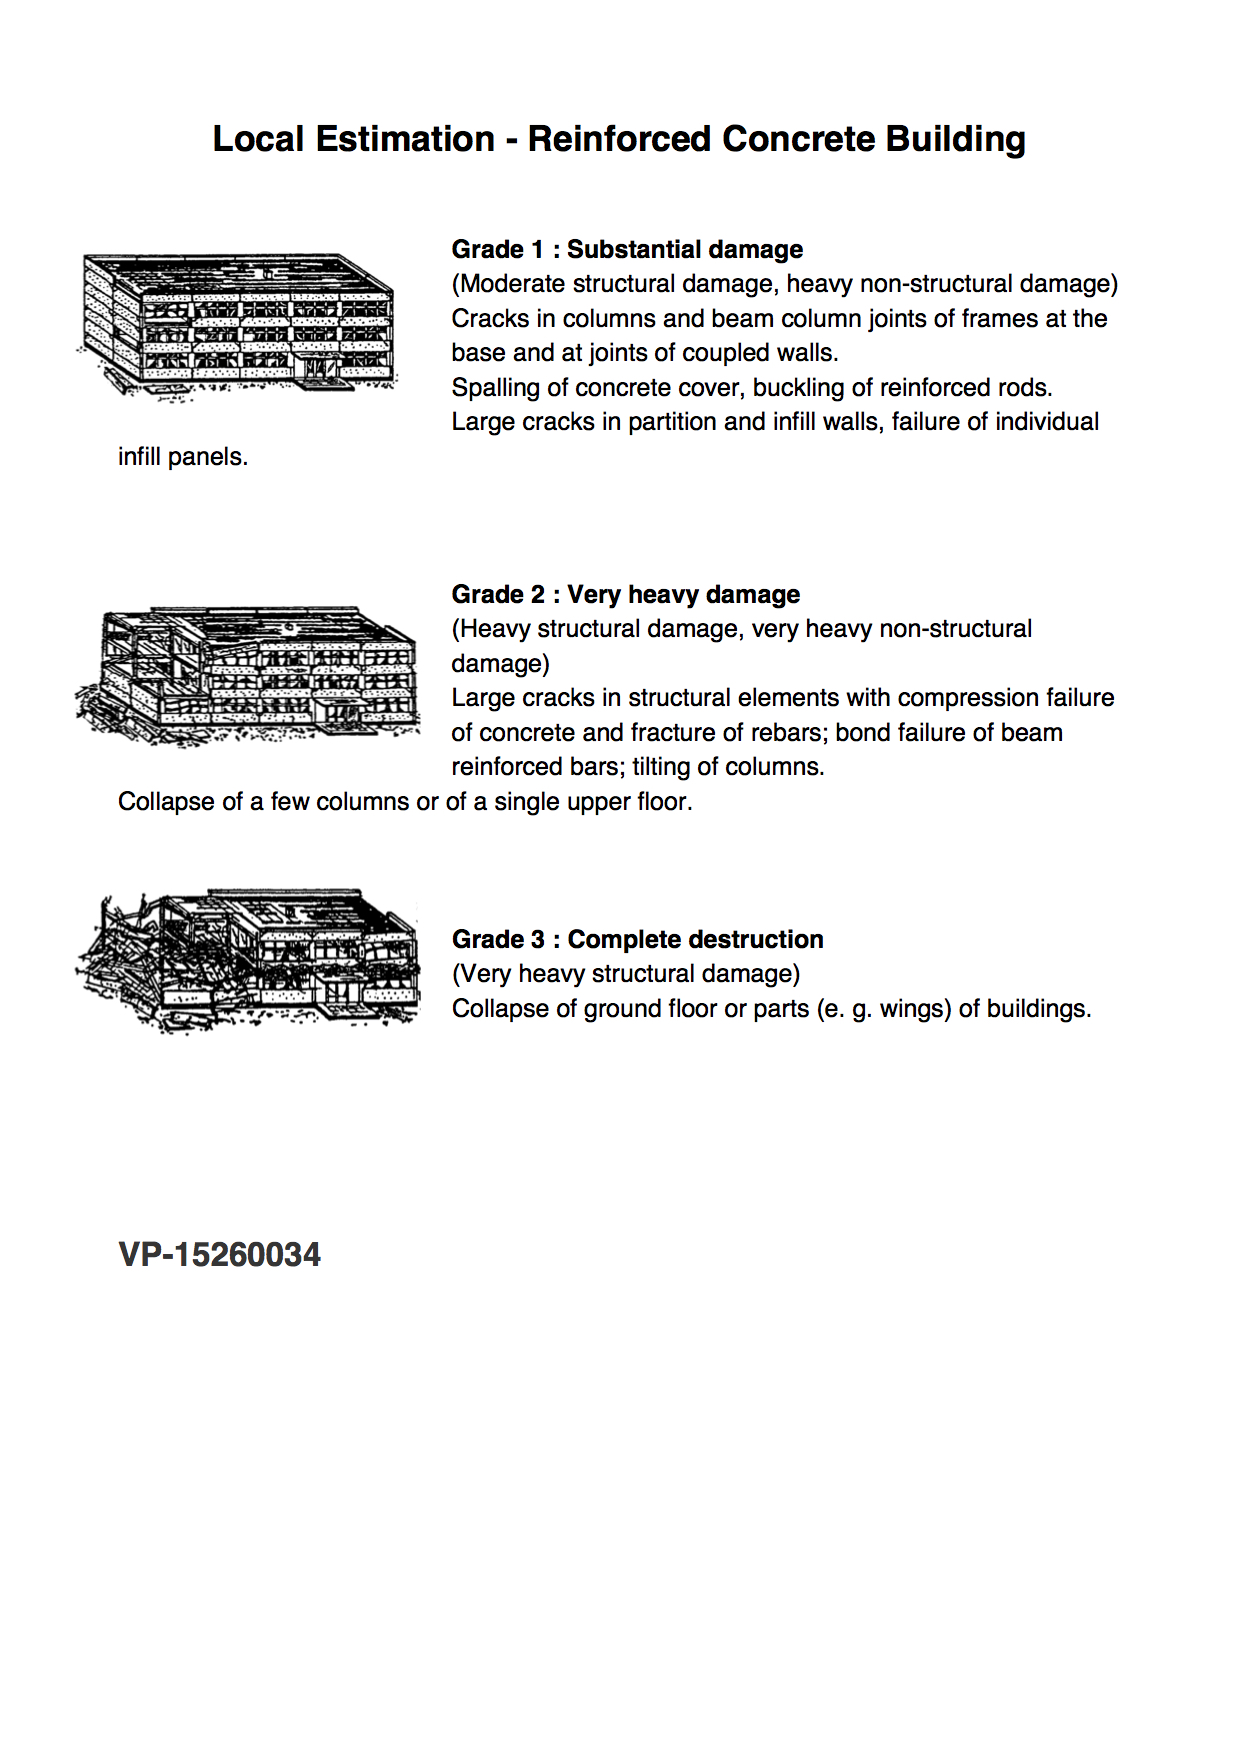 Local Estimation - Reinforced Concrete Building
Grade 1 : Substantial damage
(Moderate structural damage, heavy non-structural damage)
Cracks in columns and beam column joints of frames at the
base and at joints of coupled walls.
Spalling of concrete cover, buckling of reinforced rods.
Large cracks in partition and infill walls, failure of individual
infill panels.
Grade 2 : Very heavy damage
(Heavy structural damage, very heavy non-structural
damage)
Large cracks in structural elements with compression failure
of concrete and fracture of rebars; bond failure of beam
reinforced bars; tilting of columns.
Collapse of a few columns or of a single upper floor.
Grade 3 : Complete destruction
(Very heavy structural damage)
Collapse of ground floor or parts (e. g. wings) of buildings.
VP-15260034